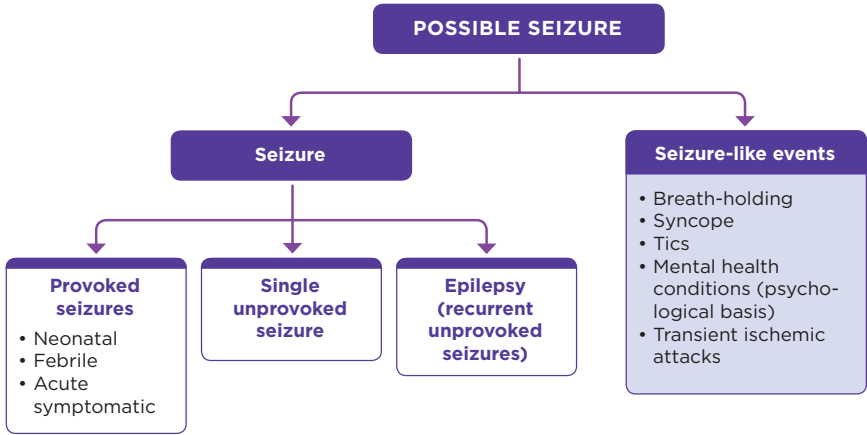 POSSIBLE SEIZURE
Seizure
Seizure-like events
• Breath-holding
• Syncope
• Tics
• Mental health
conditions (psycho-
logical basis)
• Transient ischemic
attacks
Provoked
seizures
• Neonatal
• Febrile
• Acute
symptomatic
Single
unprovoked
seizure
Epilepsy
(recurrent
unprovoked
seizures)